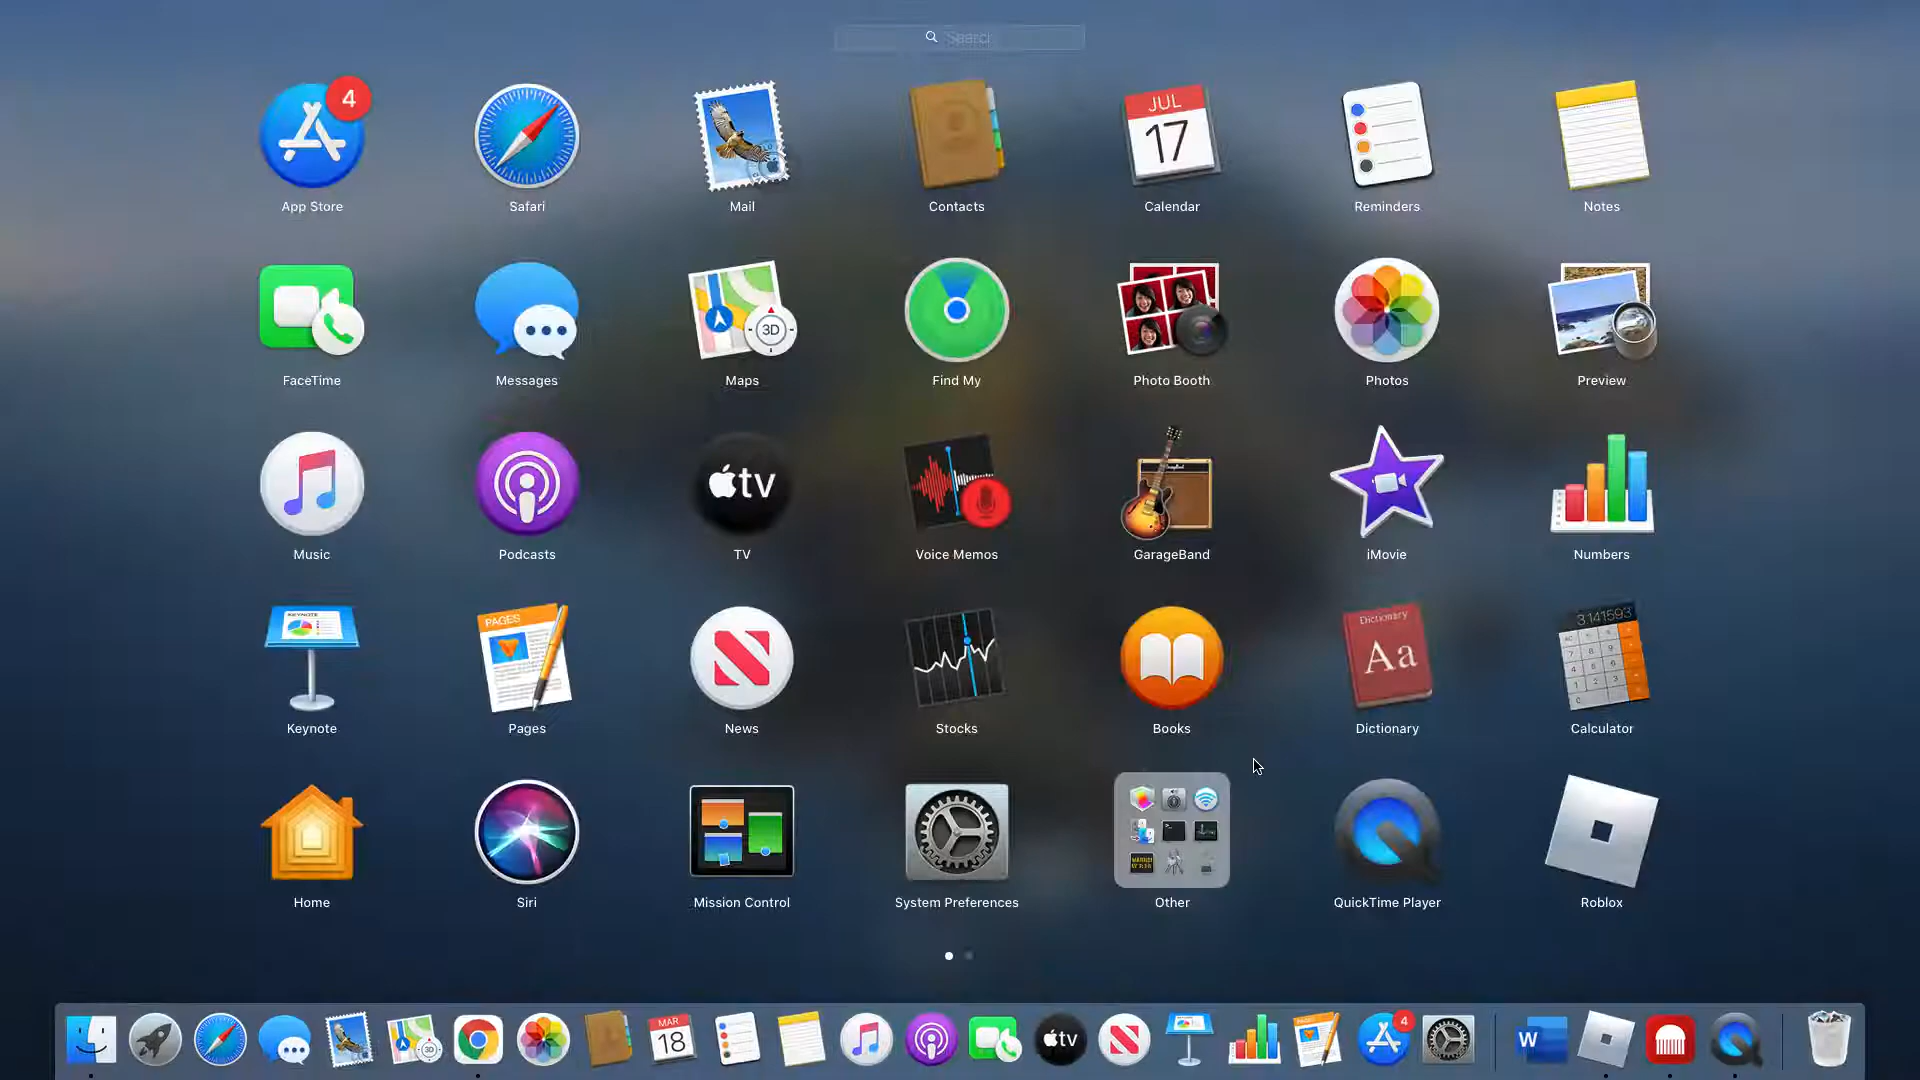 Search
4
JUL
17
App Store Safari Mail Contacts Calendar Reminders Notes
3D
FaceTime Messages Maps Find My Photo Booth Photos Preview
tv
Music Podcasts TV Voice Memos GarageBand iMovie Numbers
KEYNOTE
PAGES
Dictionary
Aa
3.141593
Keynote Pages News Stocks Books Dictionary Calculator
Home Siri Mission Control System Preferences Other QuickTime Player Roblox
3D
MAR
18
tv
PAGES
4
W